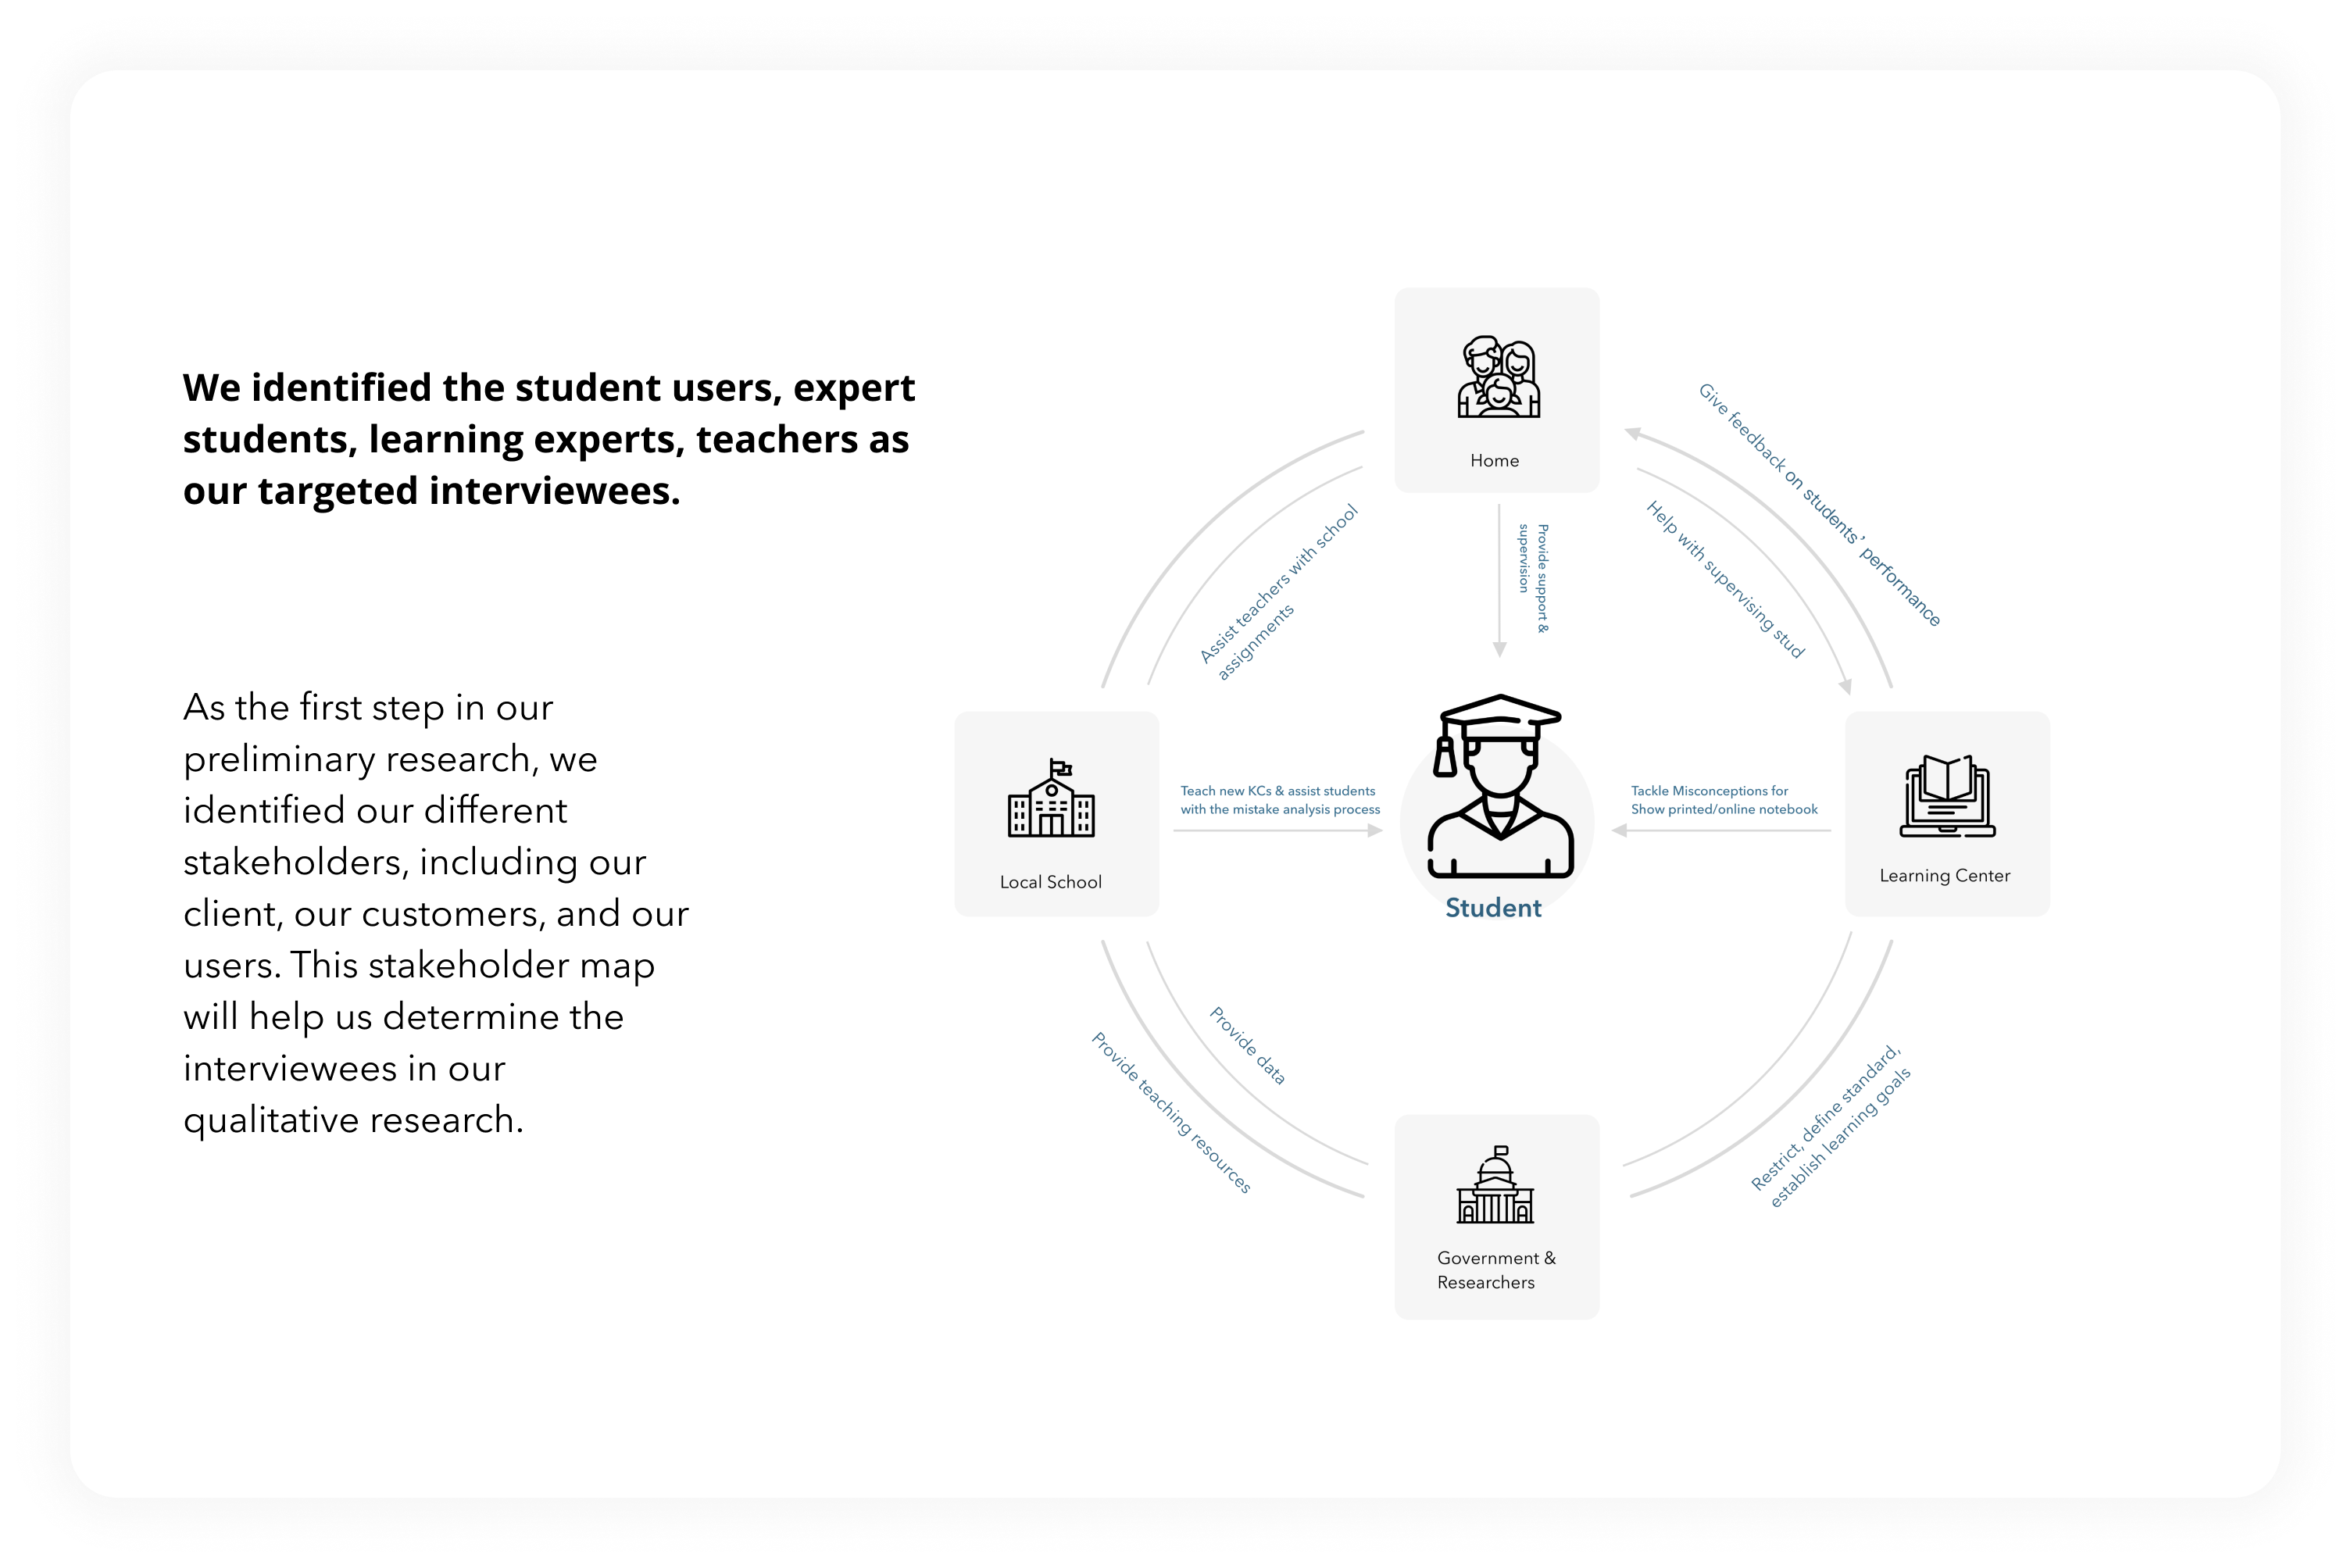 We identified the student users, expert
students, learning experts, teachers as
our targeted interviewees.
As the first step in our
preliminary research, we
identified our different
stakeholders, including our
client, our customers, and our
users. This stakeholder map
will help us determine the
interviewees in our
qualitative research.
Home
Give feedback on students' performance
Help with supervising stud
Assist teachers with school
assignments
Provide support &
supervision
Local School
Teach new KCs & assist students
with the mistake analysis process
Student
Tackle Misconceptions for
Show printed/online notebook
Learning Center
Provide data
Provide teaching resources
Restrict, define standard,
establish learning goals
Government &
Researchers